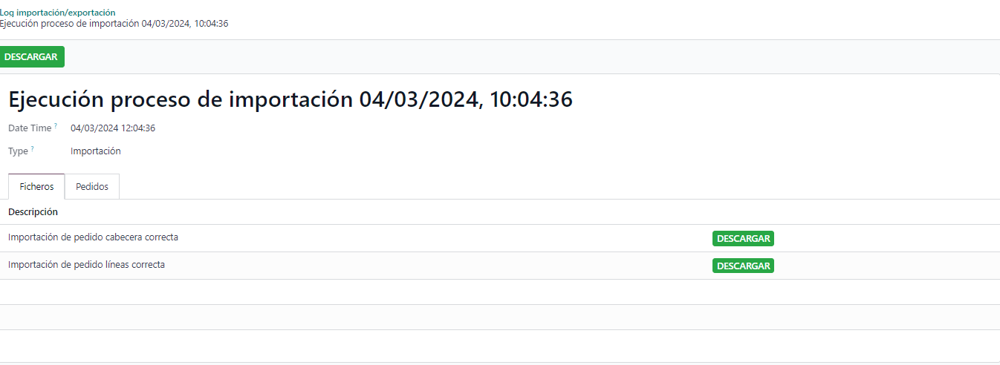 Log importación/exportación
Ejecución proceso de importación 04/03/2024, 10:04:36
DESCARGAR
Ejecución proceso de importación 04/03/2024, 10:04:36
Date Time ? 04/03/2024 12:04:36
Type ? Importación
Ficheros Pedidos
Descripción
Importación de pedido cabecera correcta DESCARGAR
Importación de pedido líneas correcta DESCARGAR